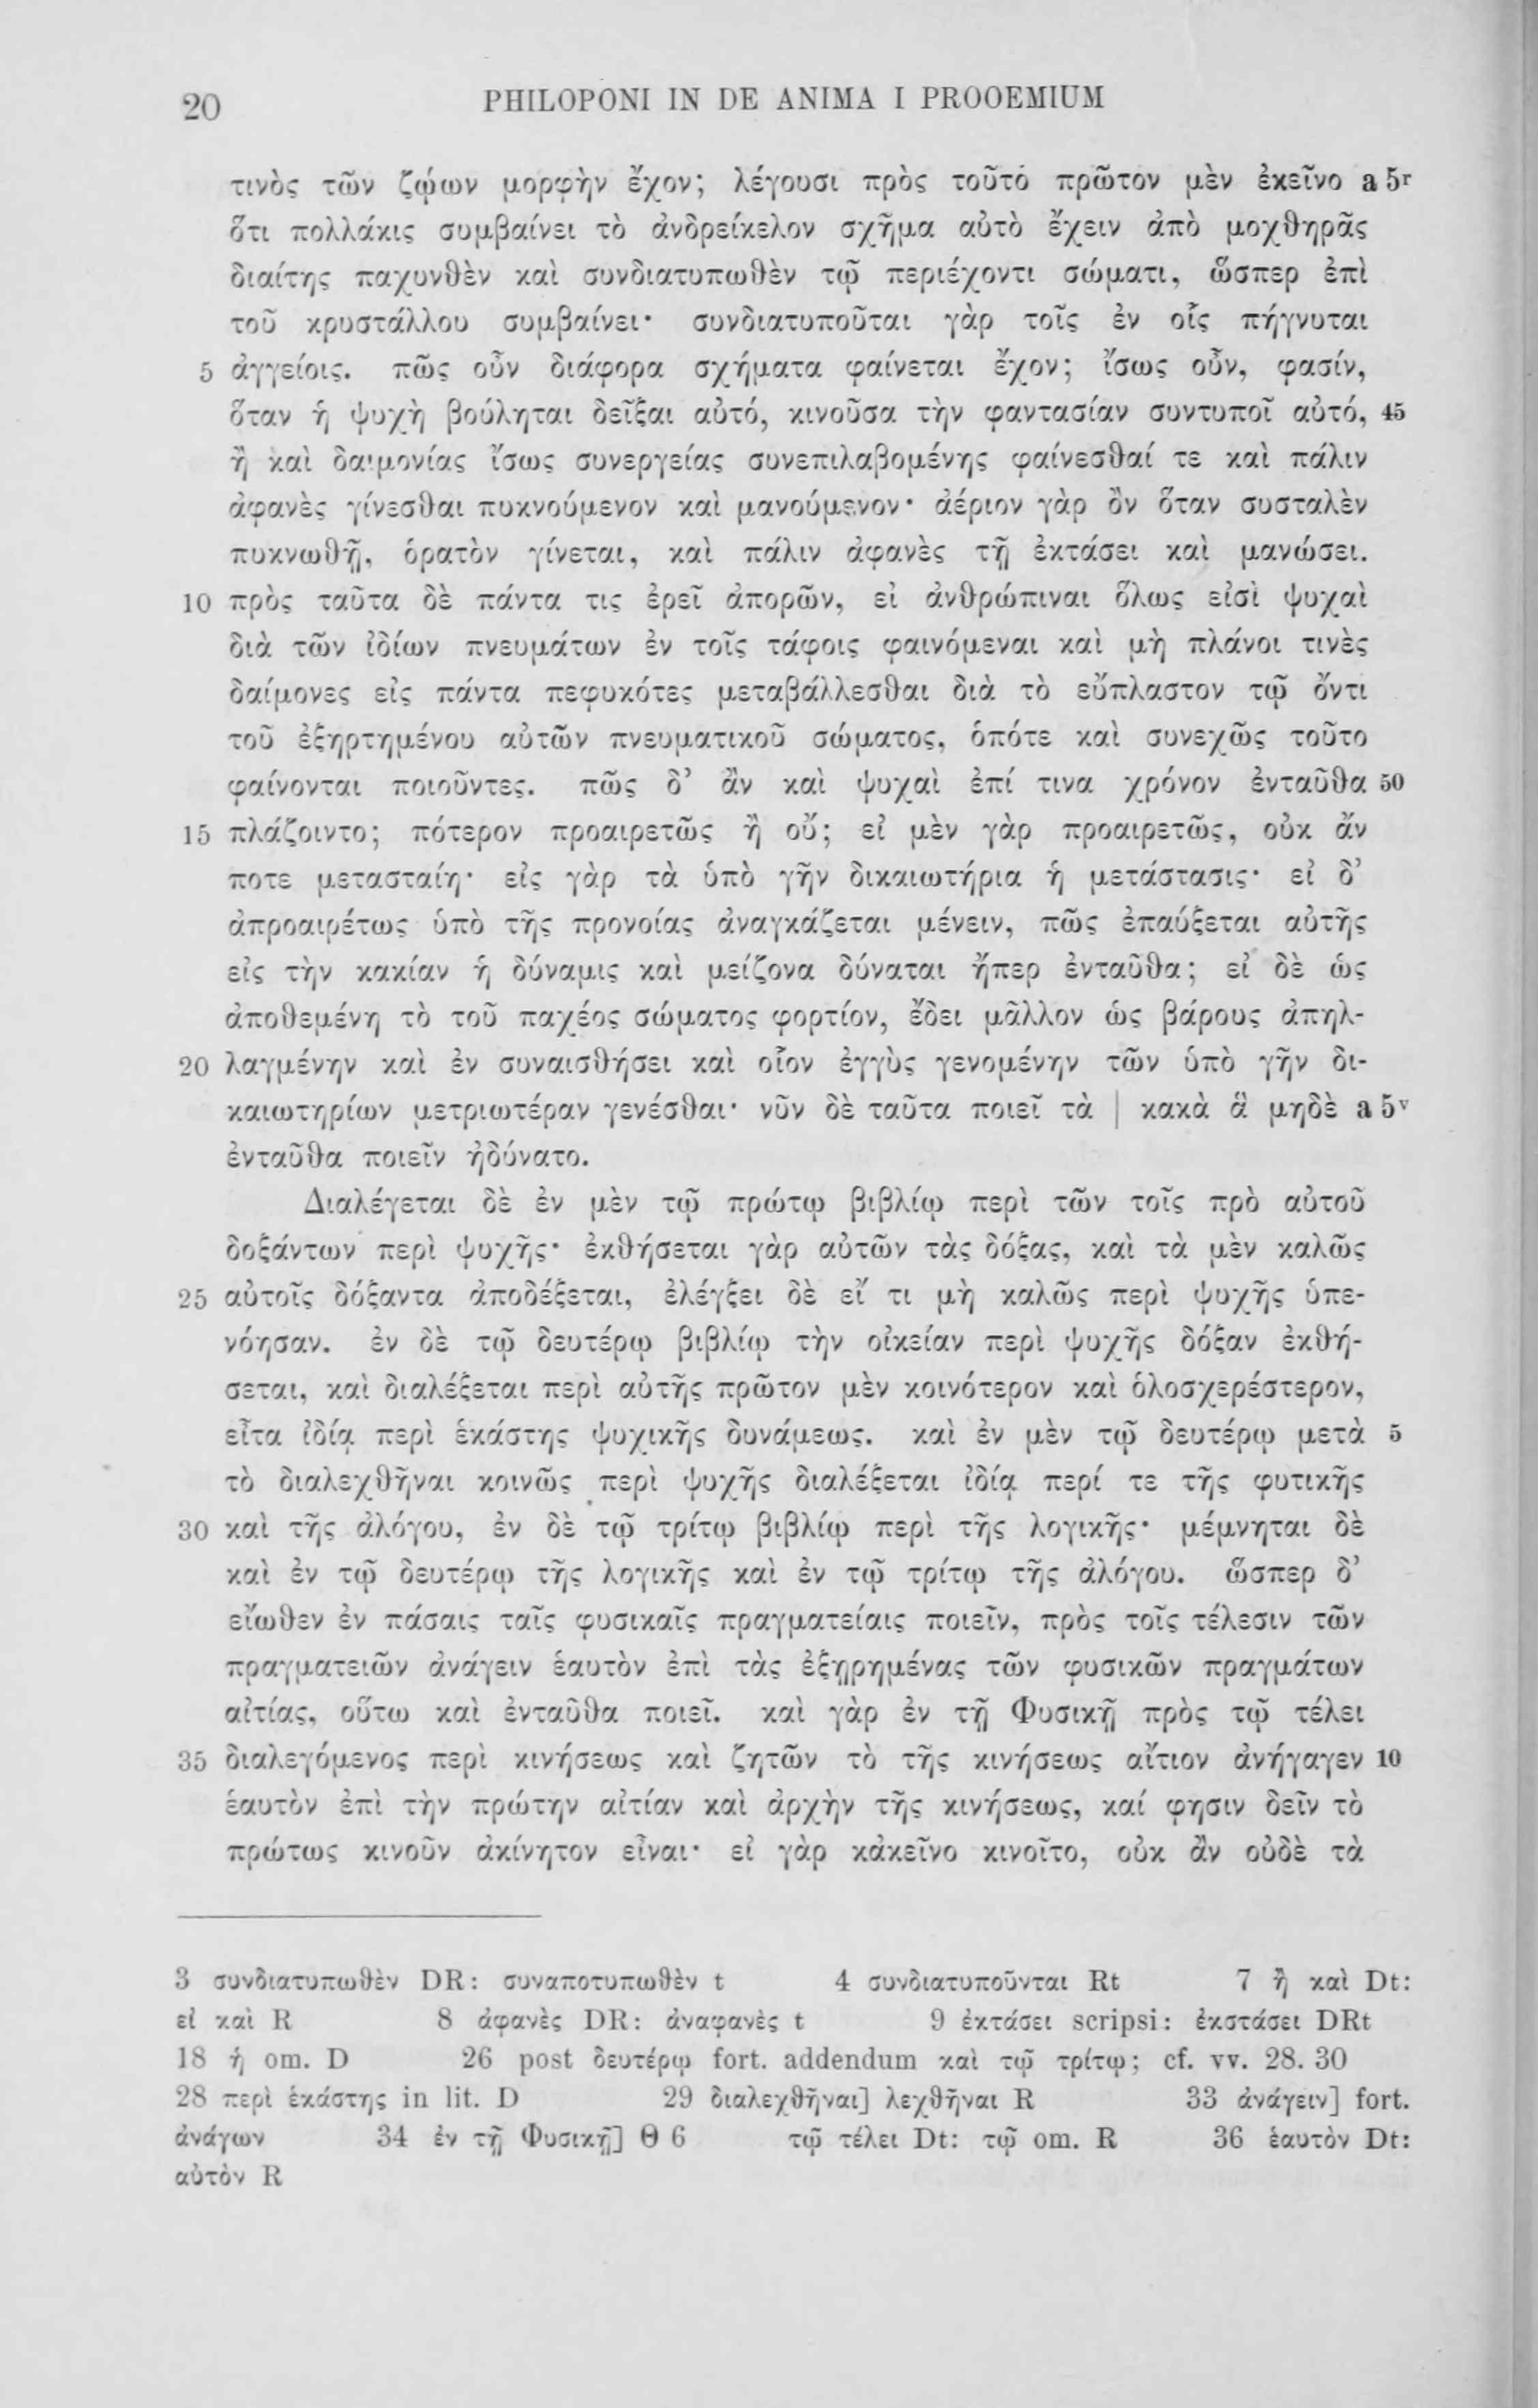 20 PHILOPONI IN DE ANIMA I PROOEMIUM
τινὸς τῶν ζῴων μορφὴν ἔχον; λέγουσι πρὸς τοῦτό πρῶτον μὲν ἐκεῖνο a 5r
ὅτι πολλάκις συμβαίνει τὸ ἀνδρείκελον σχῆμα αὐτὸ ἔχειν ἀπὸ μοχθηρᾶς
διαίτης παχυνθὲν καὶ συνδιατυπωθὲν τῷ περιέχοντι σώματι, ὥσπερ ἐπὶ
τοῦ κρυστάλλου συμβαίνει· συνδιατυποῦται γὰρ τοῖς ἐν οἷς πήγνυται
5 ἀγγείοις. πῶς οὖν διάφορα σχήματα φαίνεται ἔχον; ἴσως οὖν, φασίν,
ὅταν ἡ ψυχὴ βούληται δεῖξαι αὐτό, κινοῦσα τὴν φαντασίαν συντυποῖ αὐτό, 45
ἢ καὶ δαιμονίας ἴσως συνεργείας συνεπιλαβομένης φαίνεσθαί τε καὶ πάλιν
ἀφανὲς γίνεσθαι πυκνούμενον καὶ μανούμενον· ἀέριον γὰρ ὂν ὅταν συσταλὲν
πυκνωθῇ, ὁρατὸν γίνεται, καὶ πάλιν ἀφανὲς τῇ ἐκτάσει καὶ μανώσει.
10 πρὸς ταῦτα δὲ πάντα τις ἐρεῖ ἀπορῶν, εἰ ἀνθρώπιναι ὅλως εἰσὶ ψυχαὶ
διὰ τῶν ἰδίων πνευμάτων ἐν τοῖς τάφοις φαινόμεναι καὶ μὴ πλάνοι τινὲς
δαίμονες εἰς πάντα πεφυκότες μεταβάλλεσθαι διὰ τὸ εὔπλαστον τῷ ὄντι
τοῦ ἐξηρτημένου αὐτῶν πνευματικοῦ σώματος, ὁπότε καὶ συνεχῶς τοῦτο
φαίνονται ποιοῦντες. πῶς δ’ ἂν καὶ ψυχαὶ ἐπί τινα χρόνον ἐνταῦθα 50
15 πλάζοιντο; πότερον προαιρετῶς ἢ οὔ; εἰ μὲν γὰρ προαιρετῶς, οὐκ ἄν
ποτε μετασταίη· εἰς γὰρ τὰ ὑπὸ γῆν δικαιωτήρια ἡ μετάστασις· εἰ δ’
ἀπροαιρέτως ὑπὸ τῆς προνοίας ἀναγκάζεται μένειν, πῶς ἐπαύξεται αὐτῆς
εἰς τὴν κακίαν ἡ δύναμις καὶ μείζονα δύναται ἤπερ ἐνταῦθα; εἰ δὲ ὡς
ἀποθεμένη τὸ τοῦ παχέος σώματος φορτίον, ἔδει μᾶλλον ὡς βάρους ἀπηλ-
20 λαγμένην καὶ ἐν συναισθήσει καὶ οἷον ἐγγὺς γενομένην τῶν ὑπὸ γῆν δι-
καιωτηρίων μετριωτέραν γενέσθαι· νῦν δὲ ταῦτα ποιεῖ τὰ | κακὰ ἃ μηδὲ a 5v
ἐνταῦθα ποιεῖν ἠδύνατο.
Διαλέγεται δὲ ἐν μὲν τῷ πρώτῳ βιβλίῳ περὶ τῶν τοῖς πρὸ αὐτοῦ
δοξάντων περὶ ψυχῆς· ἐκθήσεται γὰρ αὐτῶν τὰς δόξας, καὶ τὰ μὲν καλῶς
25 αὐτοῖς δόξαντα ἀποδέξεται, ἐλέγξει δὲ εἴ τι μὴ καλῶς περὶ ψυχῆς ὑπε-
νόησαν. ἐν δὲ τῷ δευτέρῳ βιβλίῳ τὴν οἰκείαν περὶ ψυχῆς δόξαν ἐκθή-
σεται, καὶ διαλέξεται περὶ αὐτῆς πρῶτον μὲν κοινότερον καὶ ὁλοσχερέστερον,
εἶτα ἰδίᾳ περὶ ἑκάστης ψυχικῆς δυνάμεως. καὶ ἐν μὲν τῷ δευτέρῳ μετὰ 5
τὸ διαλεχθῆναι κοινῶς περὶ ψυχῆς διαλέξεται ἰδίᾳ περί τε τῆς φυτικῆς
30 καὶ τῆς ἀλόγου, ἐν δὲ τῷ τρίτῳ βιβλίῳ περὶ τῆς λογικῆς· μέμνηται δὲ
καὶ ἐν τῷ δευτέρῳ τῆς λογικῆς καὶ ἐν τῷ τρίτῳ τῆς ἀλόγου. ὥσπερ δ’
εἴωθεν ἐν πάσαις ταῖς φυσικαῖς πραγματείαις ποιεῖν, πρὸς τοῖς τέλεσιν τῶν
πραγματειῶν ἀνάγειν ἑαυτὸν ἐπὶ τὰς ἐξῃρημένας τῶν φυσικῶν πραγμάτων
αἰτίας, οὕτω καὶ ἐνταῦθα ποιεῖ. καὶ γὰρ ἐν τῇ Φυσικῇ πρὸς τῷ τέλει
35 διαλεγόμενος περὶ κινήσεως καὶ ζητῶν τὸ τῆς κινήσεως αἴτιον ἀνήγαγεν 10
ἑαυτὸν ἐπὶ τὴν πρώτην αἰτίαν καὶ ἀρχὴν τῆς κινήσεως, καί φησιν δεῖν τὸ
πρώτως κινοῦν ἀκίνητον εἶναι· εἰ γὰρ κἀκεῖνο κινοῖτο, οὐκ ἂν οὐδὲ τὰ
3 συνδιατυπωθὲν DR: συναποτυπωθὲν t 4 συνδιατυποῦνται Rt 7 ἢ καὶ Dt:
εἰ καὶ R 8 ἀφανὲς DR: ἀναφανὲς t 9 ἐκτάσει scripsi: ἐκστάσει DRt
18 ἡ om. D 26 post δευτέρῳ fort. addendum καὶ τῷ τρίτῳ; cf. vv. 28. 30
28 περὶ ἑκάστης in lit. D 29 διαλεχθῆναι] λεχθῆναι R 33 ἀνάγειν] fort.
ἀνάγων 34 ἐν τῇ Φυσικῇ] Θ 6 τῷ τέλει Dt: τῷ om. R 36 ἑαυτὸν Dt:
αὐτὸν R